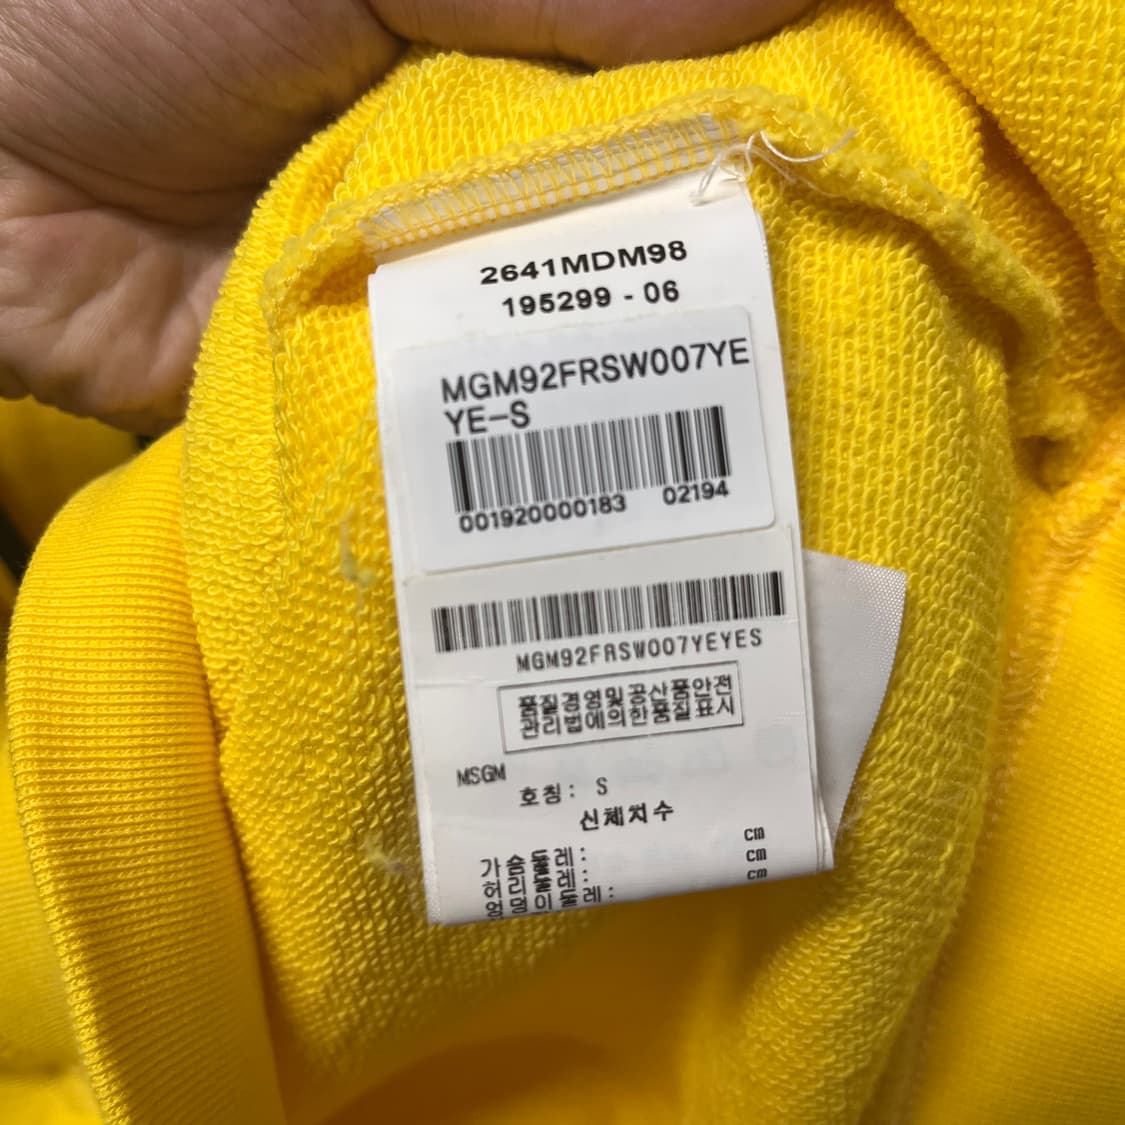 2641MDM98
195299 - 06
MGM92FRSW007YE
YE-S
001920000183 02194
MGM92FRSW007YEYES
품질경영및공산품안전
관리법에의한품질표시
MSGM
호칭: S
신체치수
가슴둘레: cm
허리둘레: cm
엉덩이둘레: cm